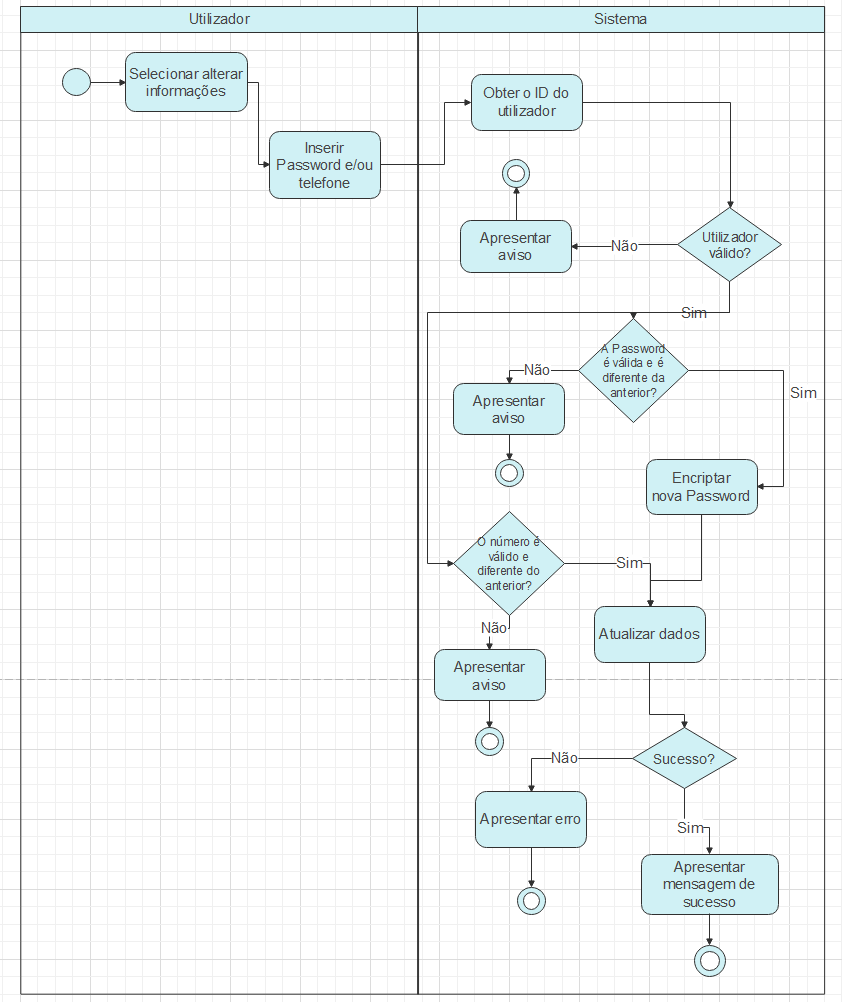 Utilizador
Sistema
Selecionar alterar
informações
Inserir
Password e/ou
telefone
Obter o ID do
utilizador
Utilizador
válido?
Não
Apresentar
aviso
Sim
A Password
é válida e é
diferente da
anterior?
Não
Sim
Apresentar
aviso
Encriptar
nova Password
O número é
válido e
diferente do
anterior?
Sim
Não
Atualizar dados
Apresentar
aviso
Sucesso?
Não
Apresentar erro
Sim
Apresentar
mensagem de
sucesso